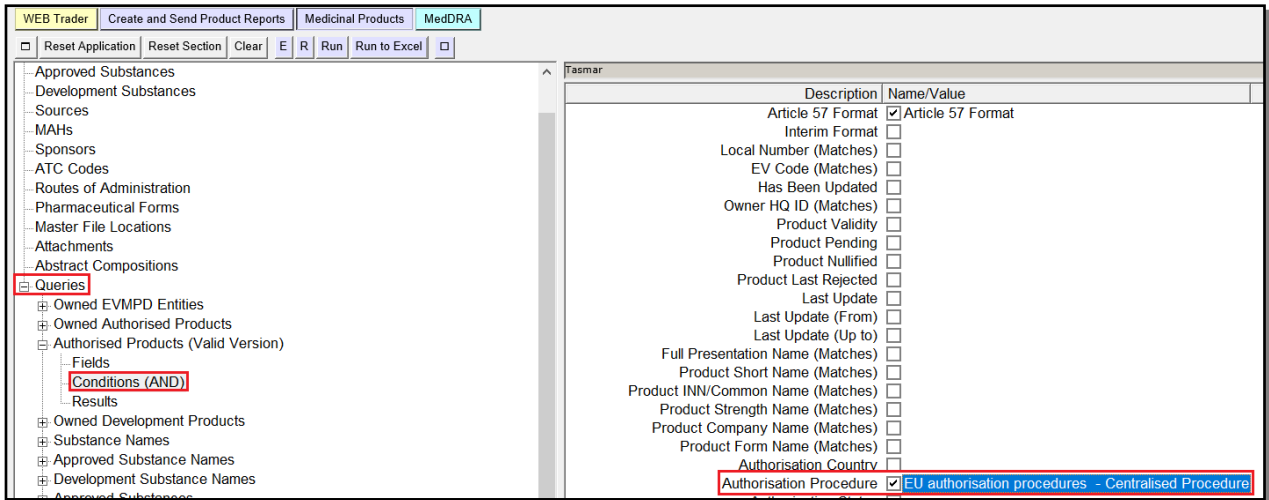 WEB Trader Create and Send Product Reports Medicinal Products MedDRA
Reset Application Reset Section Clear E R Run Run to Excel
Approved Substances
Development Substances
Sources
MAHs
Sponsors
ATC Codes
Routes of Administration
Pharmaceutical Forms
Master File Locations
Attachments
Abstract Compositions
Queries
Owned EVMPD Entities
Owned Authorised Products
Authorised Products (Valid Version)
Fields
Conditions (AND)
Results
Owned Development Products
Substance Names
Approved Substance Names
Development Substance Names
Approved Substances
Tasmar
Description Name/Value
Article 57 Format Article 57 Format
Interim Format
Local Number (Matches)
EV Code (Matches)
Has Been Updated
Owner HQ ID (Matches)
Product Validity
Product Pending
Product Nullified
Product Last Rejected
Last Update
Last Update (From)
Last Update (Up to)
Full Presentation Name (Matches)
Product Short Name (Matches)
Product INN/Common Name (Matches)
Product Strength Name (Matches)
Product Company Name (Matches)
Product Form Name (Matches)
Authorisation Country
Authorisation Procedure EU authorisation procedures - Centralised Procedure